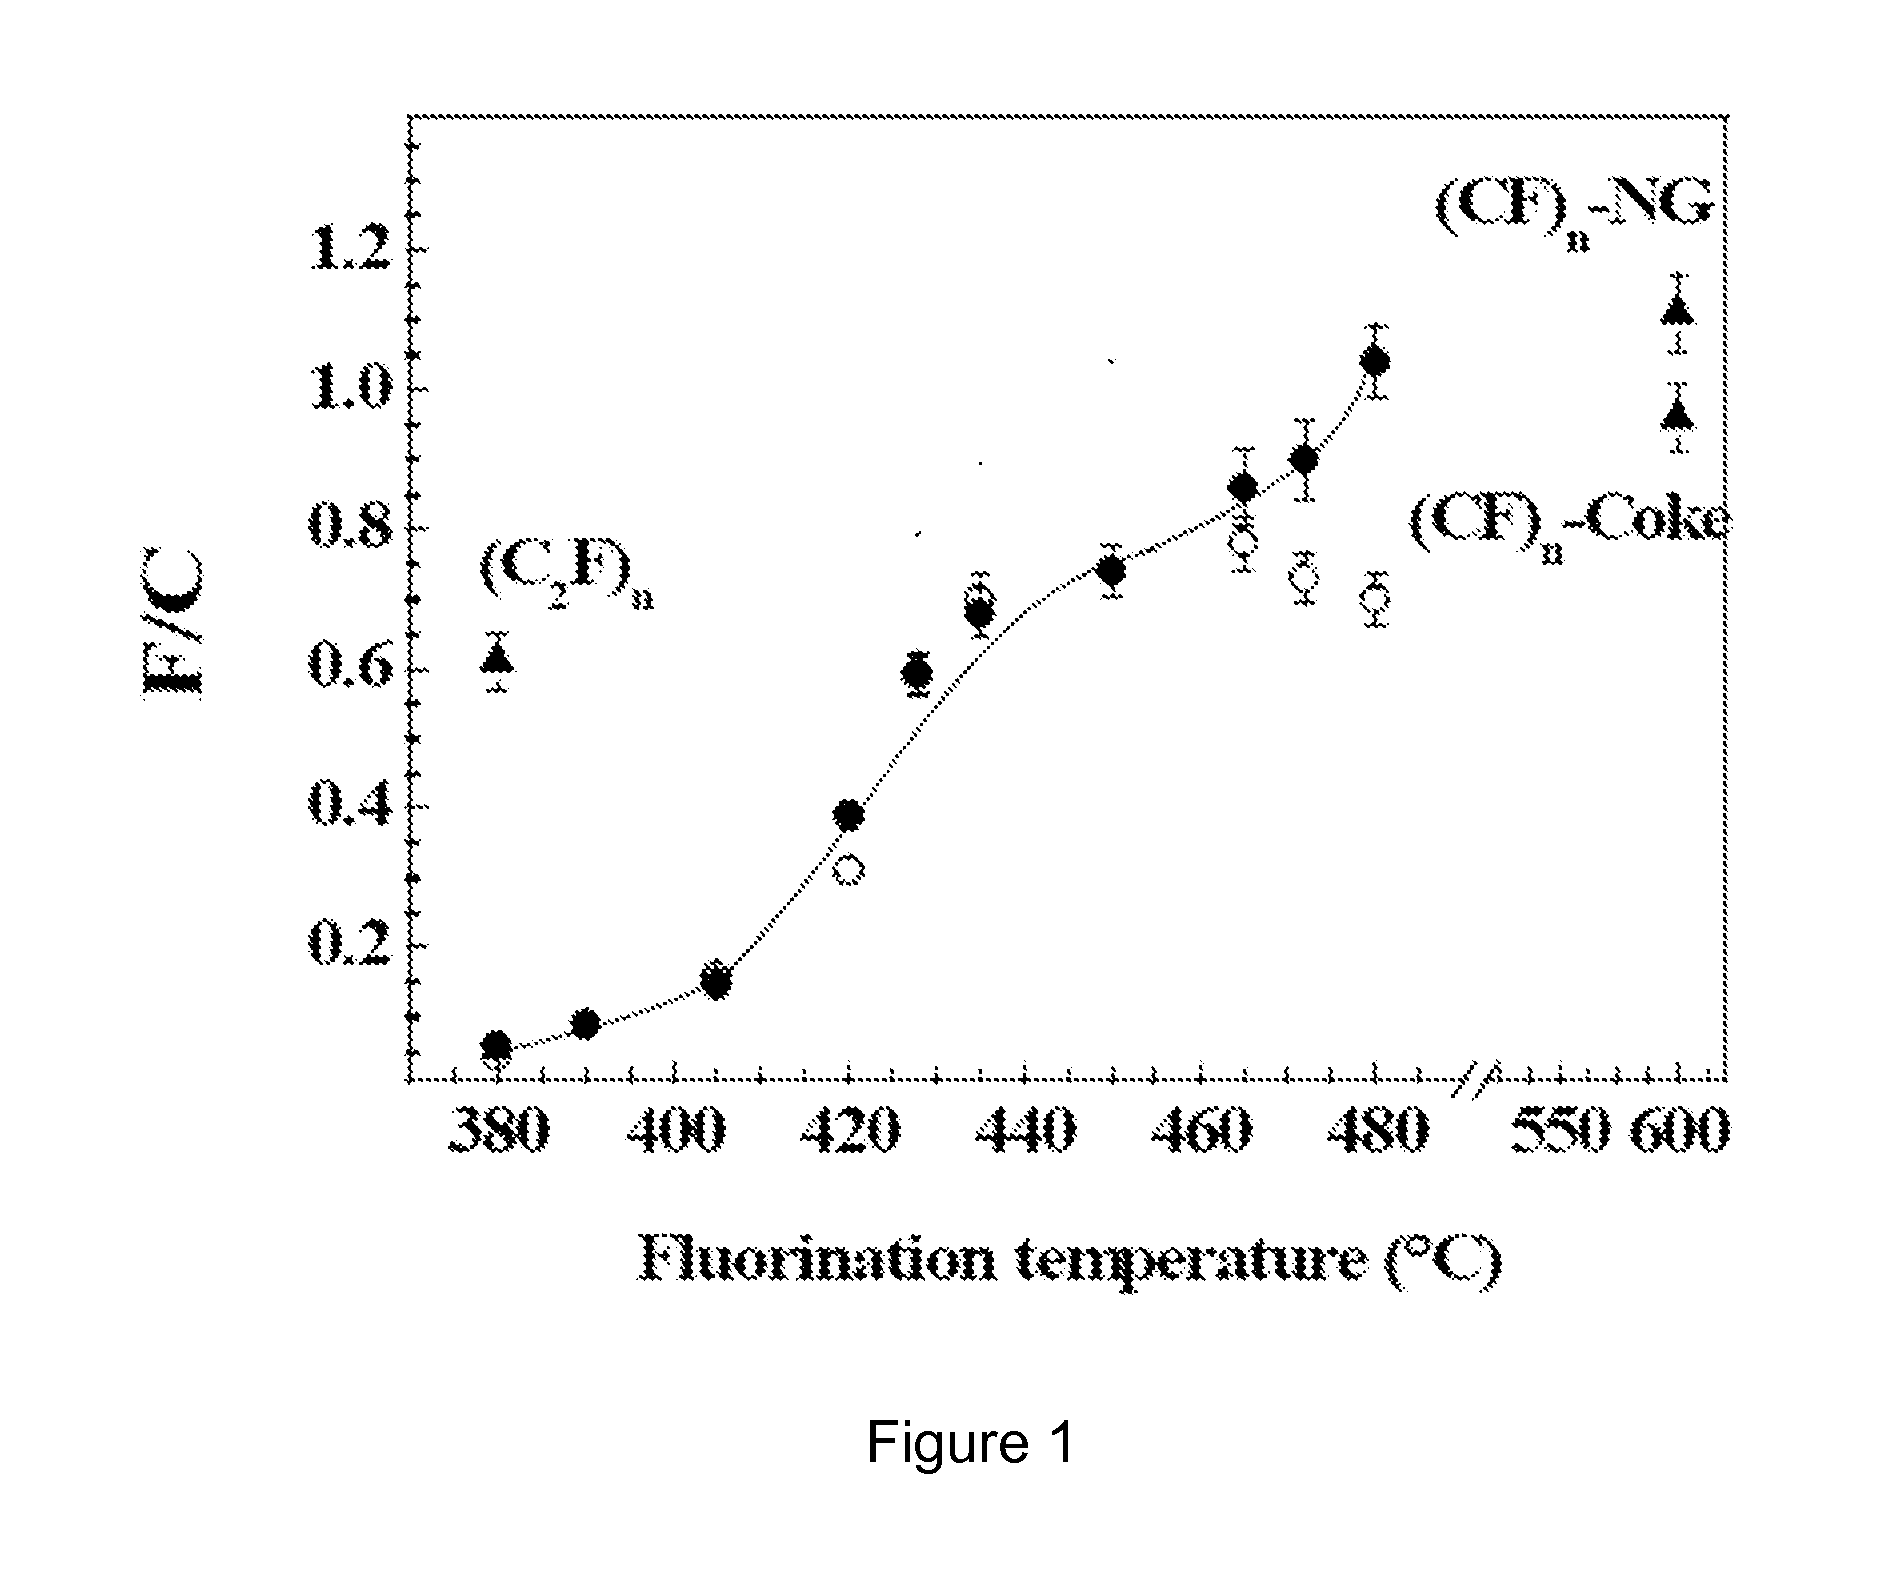 (CF)n-NG
1.2
1.0
0.8
(C2F)n
(CF)n-Coke
F/C
0.6
0.4
0.2
380 400 420 440 460 480 550 600
Fluorination temperature (°C)
Figure 1